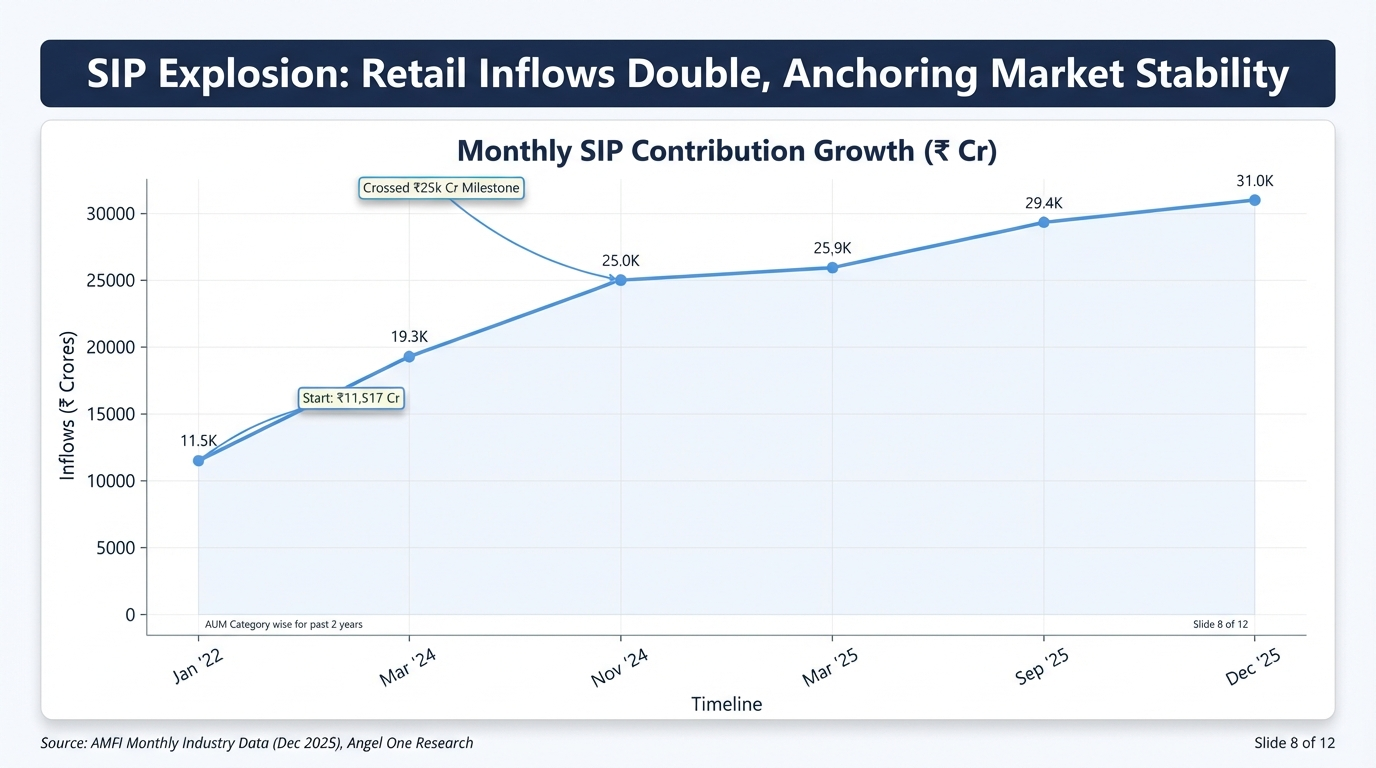 SIP Explosion: Retail Inflows Double, Anchoring Market Stability
Monthly SIP Contribution Growth (₹ Cr)
Crossed ₹25k Cr Milestone
Start: ₹11,517 Cr
11.5K
19.3K
25.0K
25,9K
29.4K
31.0K
Inflows (₹ Crores)
30000
25000
20000
15000
10000
5000
0
AUM Category wise for past 2 years
Slide 8 of 12
Jan '22
Mar '24
Nov '24
Mar '25
Sep '25
Dec '25
Timeline
Source: AMFI Monthly Industry Data (Dec 2025), Angel One Research
Slide 8 of 12